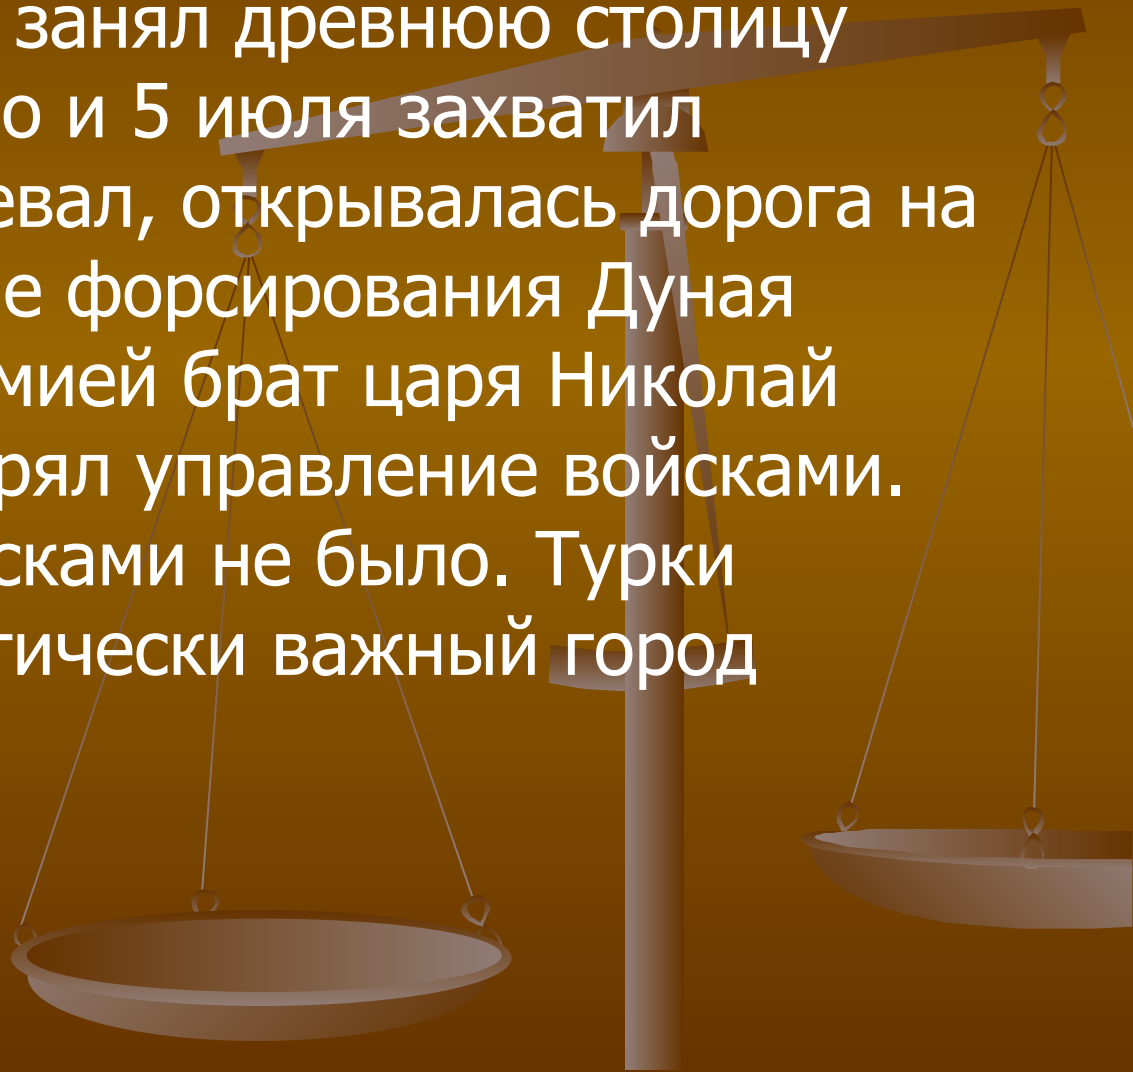 занял древнюю столицу
о и 5 июля захватил
евал, открывалась дорога на
е форсирования Дуная
мией брат царя Николай
рял управление войсками.
сками не было. Турки
гически важный город